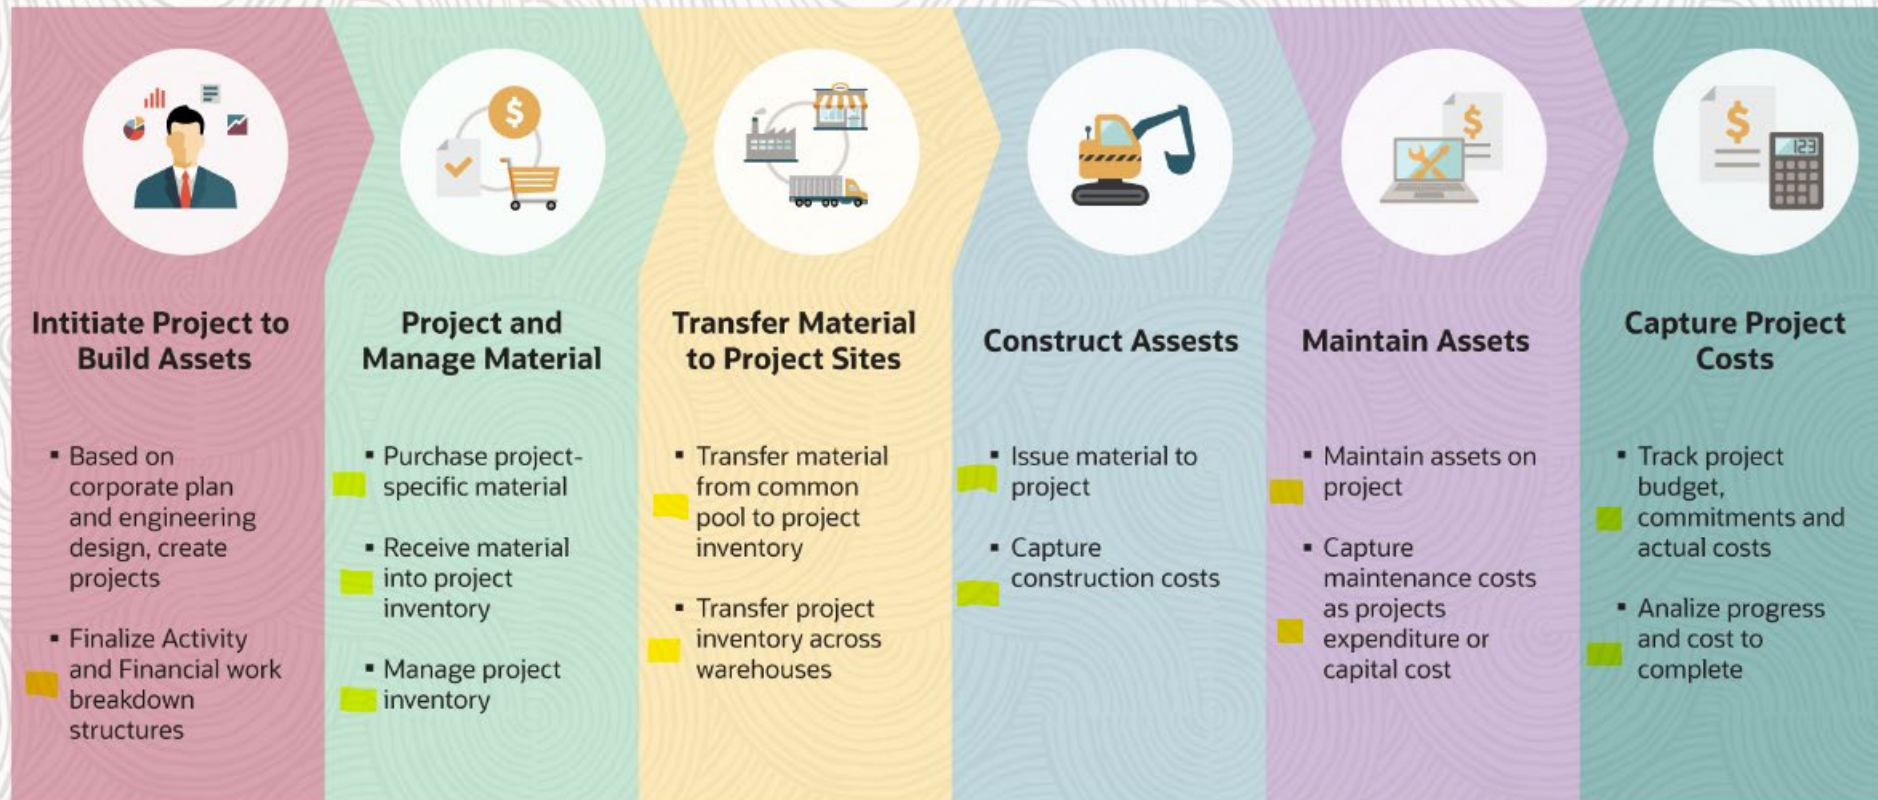 $
$
$
123
Intitiate Project to
Build Assets
▪ Based on
corporate plan
and engineering
design, create
projects
▪ Finalize Activity
and Financial work
breakdown
structures
Project and
Manage Material
▪ Purchase project-
specific material
▪ Receive material
into project
inventory
▪ Manage project
inventory
Transfer Material
to Project Sites
▪ Transfer material
from common
pool to project
inventory
▪ Transfer project
inventory across
warehouses
Construct Assests
▪ Issue material to
project
▪ Capture
construction costs
Maintain Assets
▪ Maintain assets on
project
▪ Capture
maintenance costs
as projects
expenditure or
capital cost
Capture Project
Costs
▪ Track project
budget,
commitments and
actual costs
▪ Analize progress
and cost to
complete